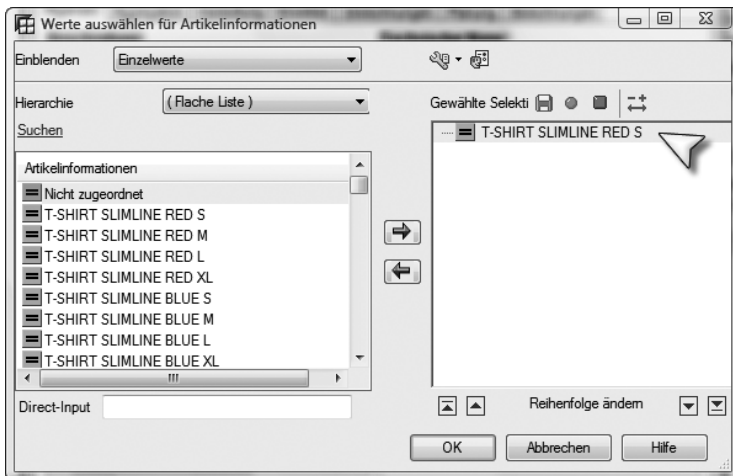 Werte auswählen für Artikelinformationen
Einblenden Einzelwerte
Hierarchie ( Flache Liste )
Suchen
Artikelinformationen
Nicht zugeordnet
T-SHIRT SLIMLINE RED S
T-SHIRT SLIMLINE RED M
T-SHIRT SLIMLINE RED L
T-SHIRT SLIMLINE RED XL
T-SHIRT SLIMLINE BLUE S
T-SHIRT SLIMLINE BLUE M
T-SHIRT SLIMLINE BLUE L
T-SHIRT SLIMLINE BLUE XL
Direct-Input
Gewählte Selekti
T-SHIRT SLIMLINE RED S
Reihenfolge ändern
OK Abbrechen Hilfe